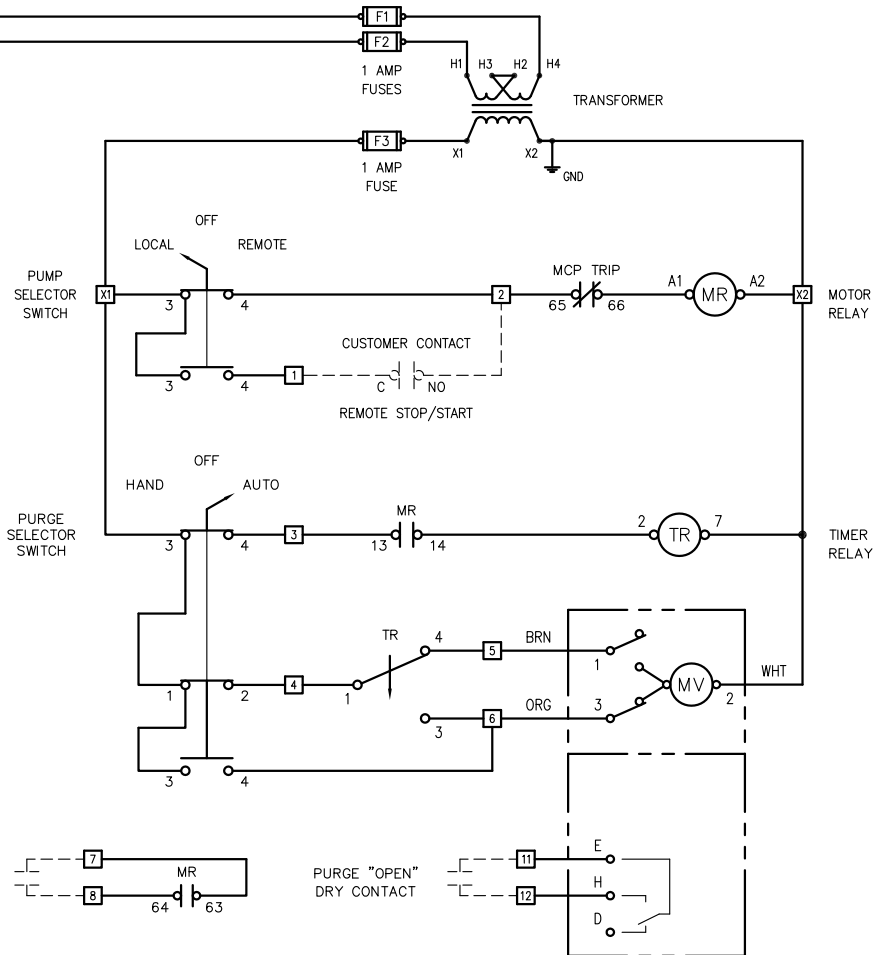 F1
F2
1 AMP
FUSES
H1 H3 H2 H4
TRANSFORMER
F3
X1 X2
1 AMP
FUSE
GND
OFF
LOCAL REMOTE
PUMP
SELECTOR
SWITCH
X1
3 4
2
MCP TRIP
65 66
A1 MR A2
X2
MOTOR
RELAY
CUSTOMER CONTACT
3 4
1
C NO
REMOTE STOP/START
OFF
HAND AUTO
PURGE
SELECTOR
SWITCH
3 4
3
MR
13 14
2 TR 7
TIMER
RELAY
TR
4
5
BRN
1
1 2
4
1
MV
2
WHT
3
6
ORG
3
3 4
7
MR
8
64 63
PURGE "OPEN"
DRY CONTACT
11
E
12
H
D